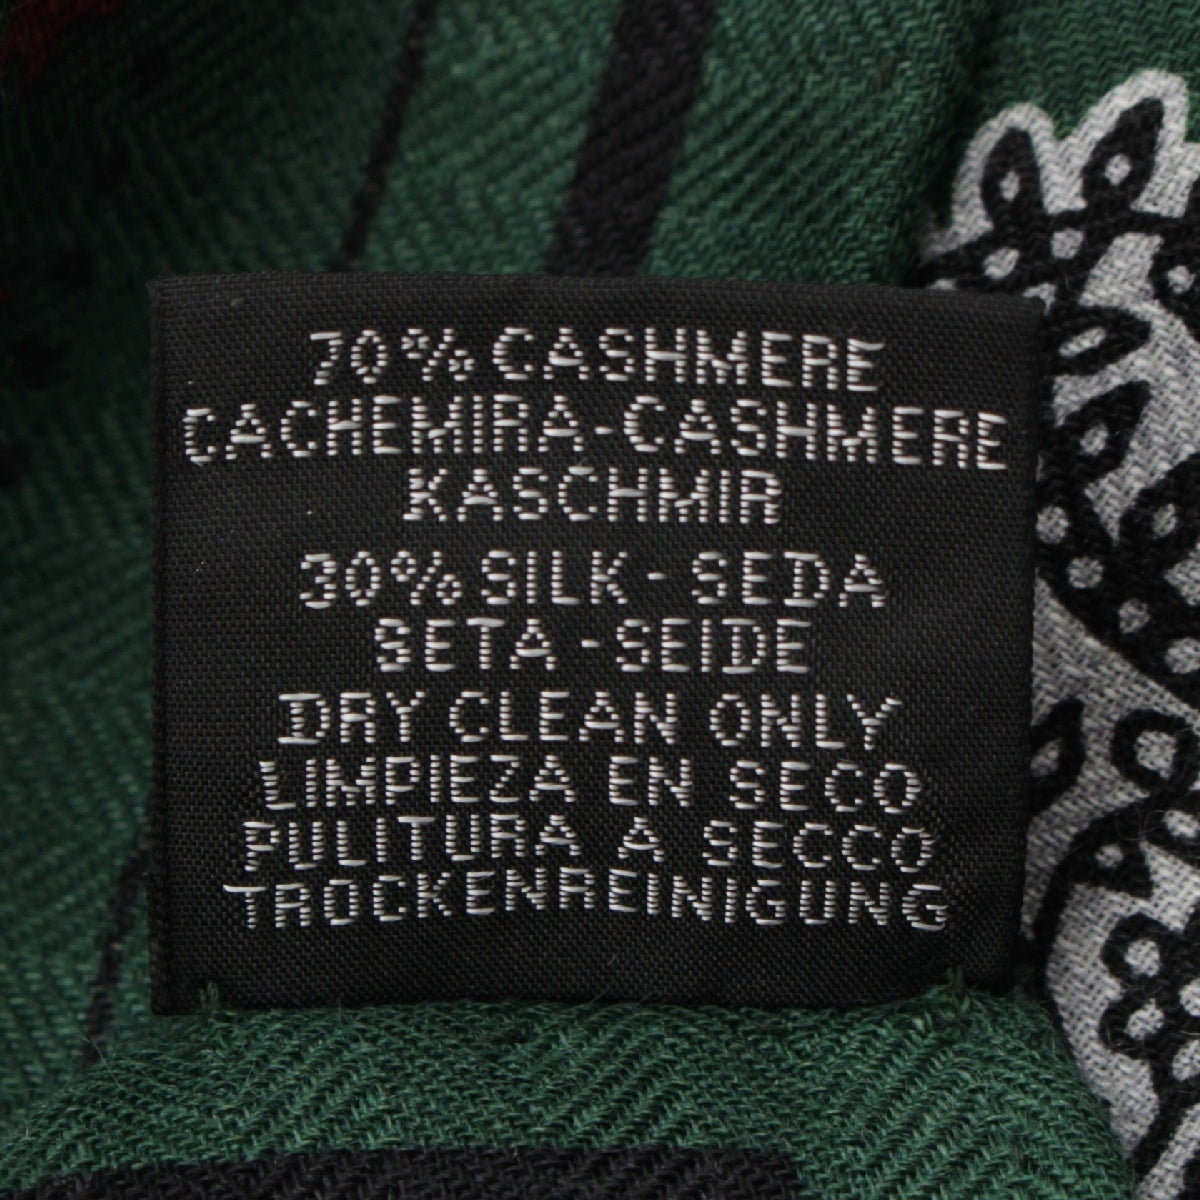 70% CASHMERE
CACHEMIRA-CASHMERE
KASCHMIR
30% SILK - SEDA
SETA - SEIDE
DRY CLEAN ONLY
LIMPIEZA EN SECO
PULITURA A SECCO
TROCKENREINIGUNG